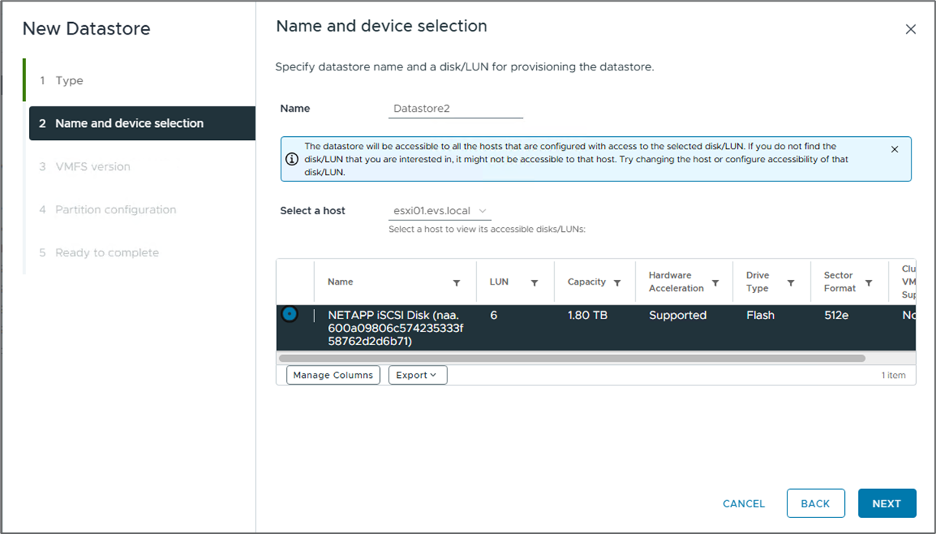 New Datastore
1 Type
2 Name and device selection
3 VMFS version
4 Partition configuration
5 Ready to complete
Name and device selection
Specify datastore name and a disk/LUN for provisioning the datastore.
Name Datastore2
The datastore will be accessible to all the hosts that are configured with access to the selected disk/LUN. If you do not find the
disk/LUN that you are interested in, it might not be accessible to that host. Try changing the host or configure accessibility of that
disk/LUN.
Select a host esxi01.evs.local
Select a host to view its accessible disks/LUNs:
Name LUN Capacity Hardware Acceleration Drive Type Sector Format Clu VM Sup
NETAPP iSCSI Disk (naa. 6 1.80 TB Supported Flash 512e No
600a09806c574235333f
58762d2d6b71)
Manage Columns Export 1 item
CANCEL BACK NEXT